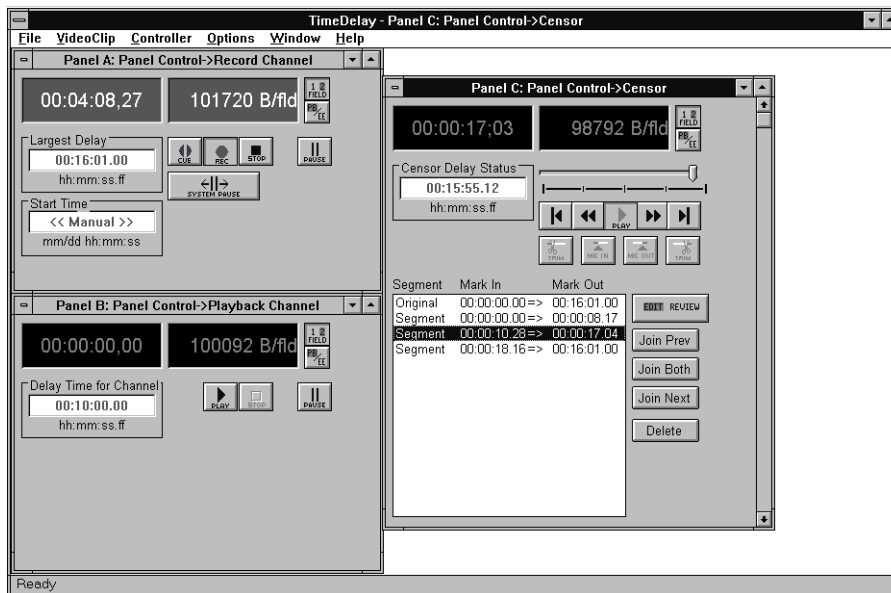 TimeDelay - Panel C: Panel Control->Censor
File VideoClip Controller Options Window Help
Panel A: Panel Control->Record Channel
00:04:08,27 101720 B/fld
1 2 FIELD
PB/EE
Largest Delay
00:16:01.00
hh:mm:ss.ff
CUE REC STOP PAUSE
SYSTEM PAUSE
Start Time
<< Manual >>
mm/dd hh:mm:ss
Panel B: Panel Control->Playback Channel
00:00:00,00 100092 B/fld
1 2 FIELD
PB/EE
Delay Time for Channel
00:10:00.00
hh:mm:ss.ff
PLAY STOP PAUSE
Panel C: Panel Control->Censor
00:00:17;03 98792 B/fld
1 2 FIELD
PB/EE
Censor Delay Status
00:15:55.12
hh:mm:ss.ff
PLAY
TRIM MK IN MK OUT TRIM
Segment Mark In Mark Out
Original 00:00:00.00=> 00:16:01.00
Segment 00:00:00.00=> 00:00:08.17
Segment 00:00:10.28=> 00:00:17.04
Segment 00:00:18.16=> 00:16:01.00
EDIT REVIEW
Join Prev
Join Both
Join Next
Delete
Ready